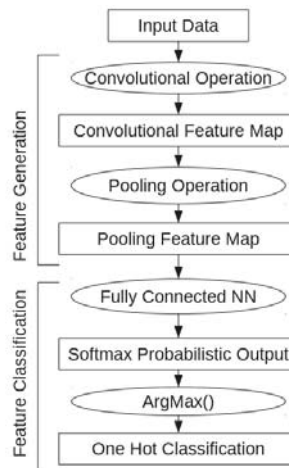 Input Data
Feature Generation
Convolutional Operation
Convolutional Feature Map
Pooling Operation
Pooling Feature Map
Feature Classification
Fully Connected NN
Softmax Probabilistic Output
ArgMax()
One Hot Classification